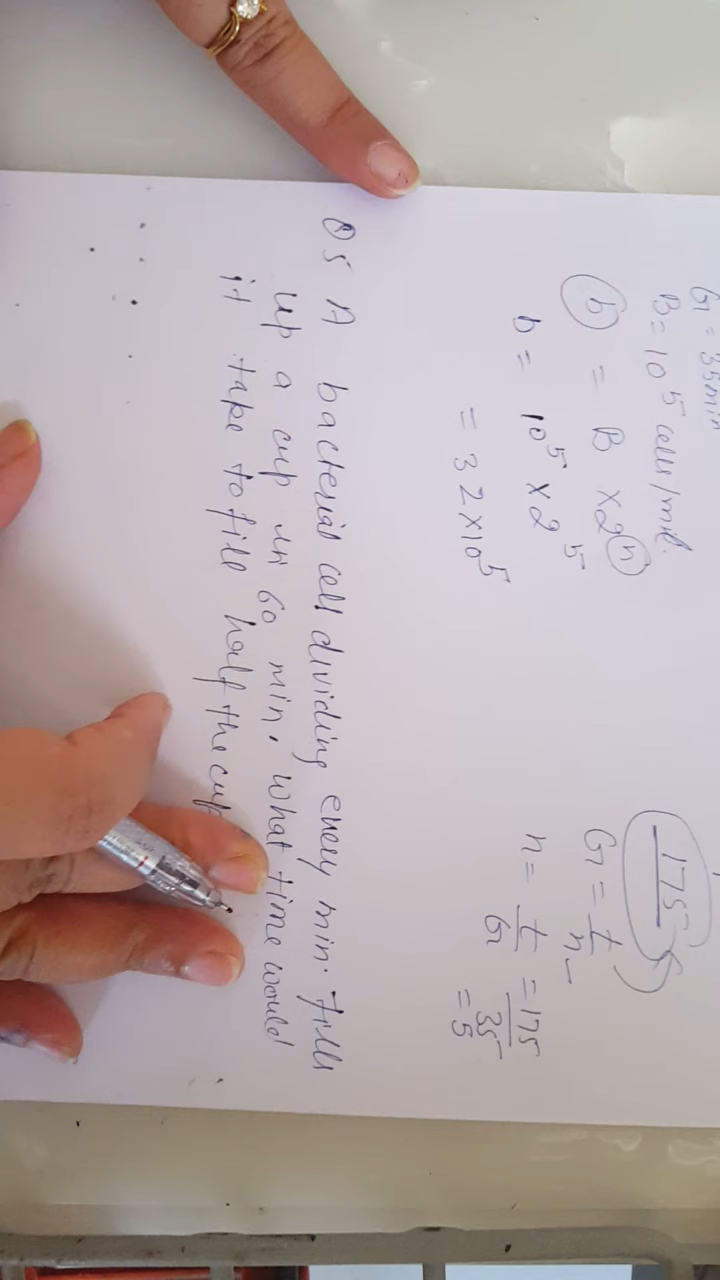 G = 35min
B = 10⁵ cells/ml.
b = B × 2ⁿ
b = 10⁵ × 2⁵
= 32 × 10⁵
175
G = t/n
n = t/G = 175/35
= 5
Q5 A bacterial cell dividing every min. fills
up a cup in 60 min. What time would
it take to fill half the cup